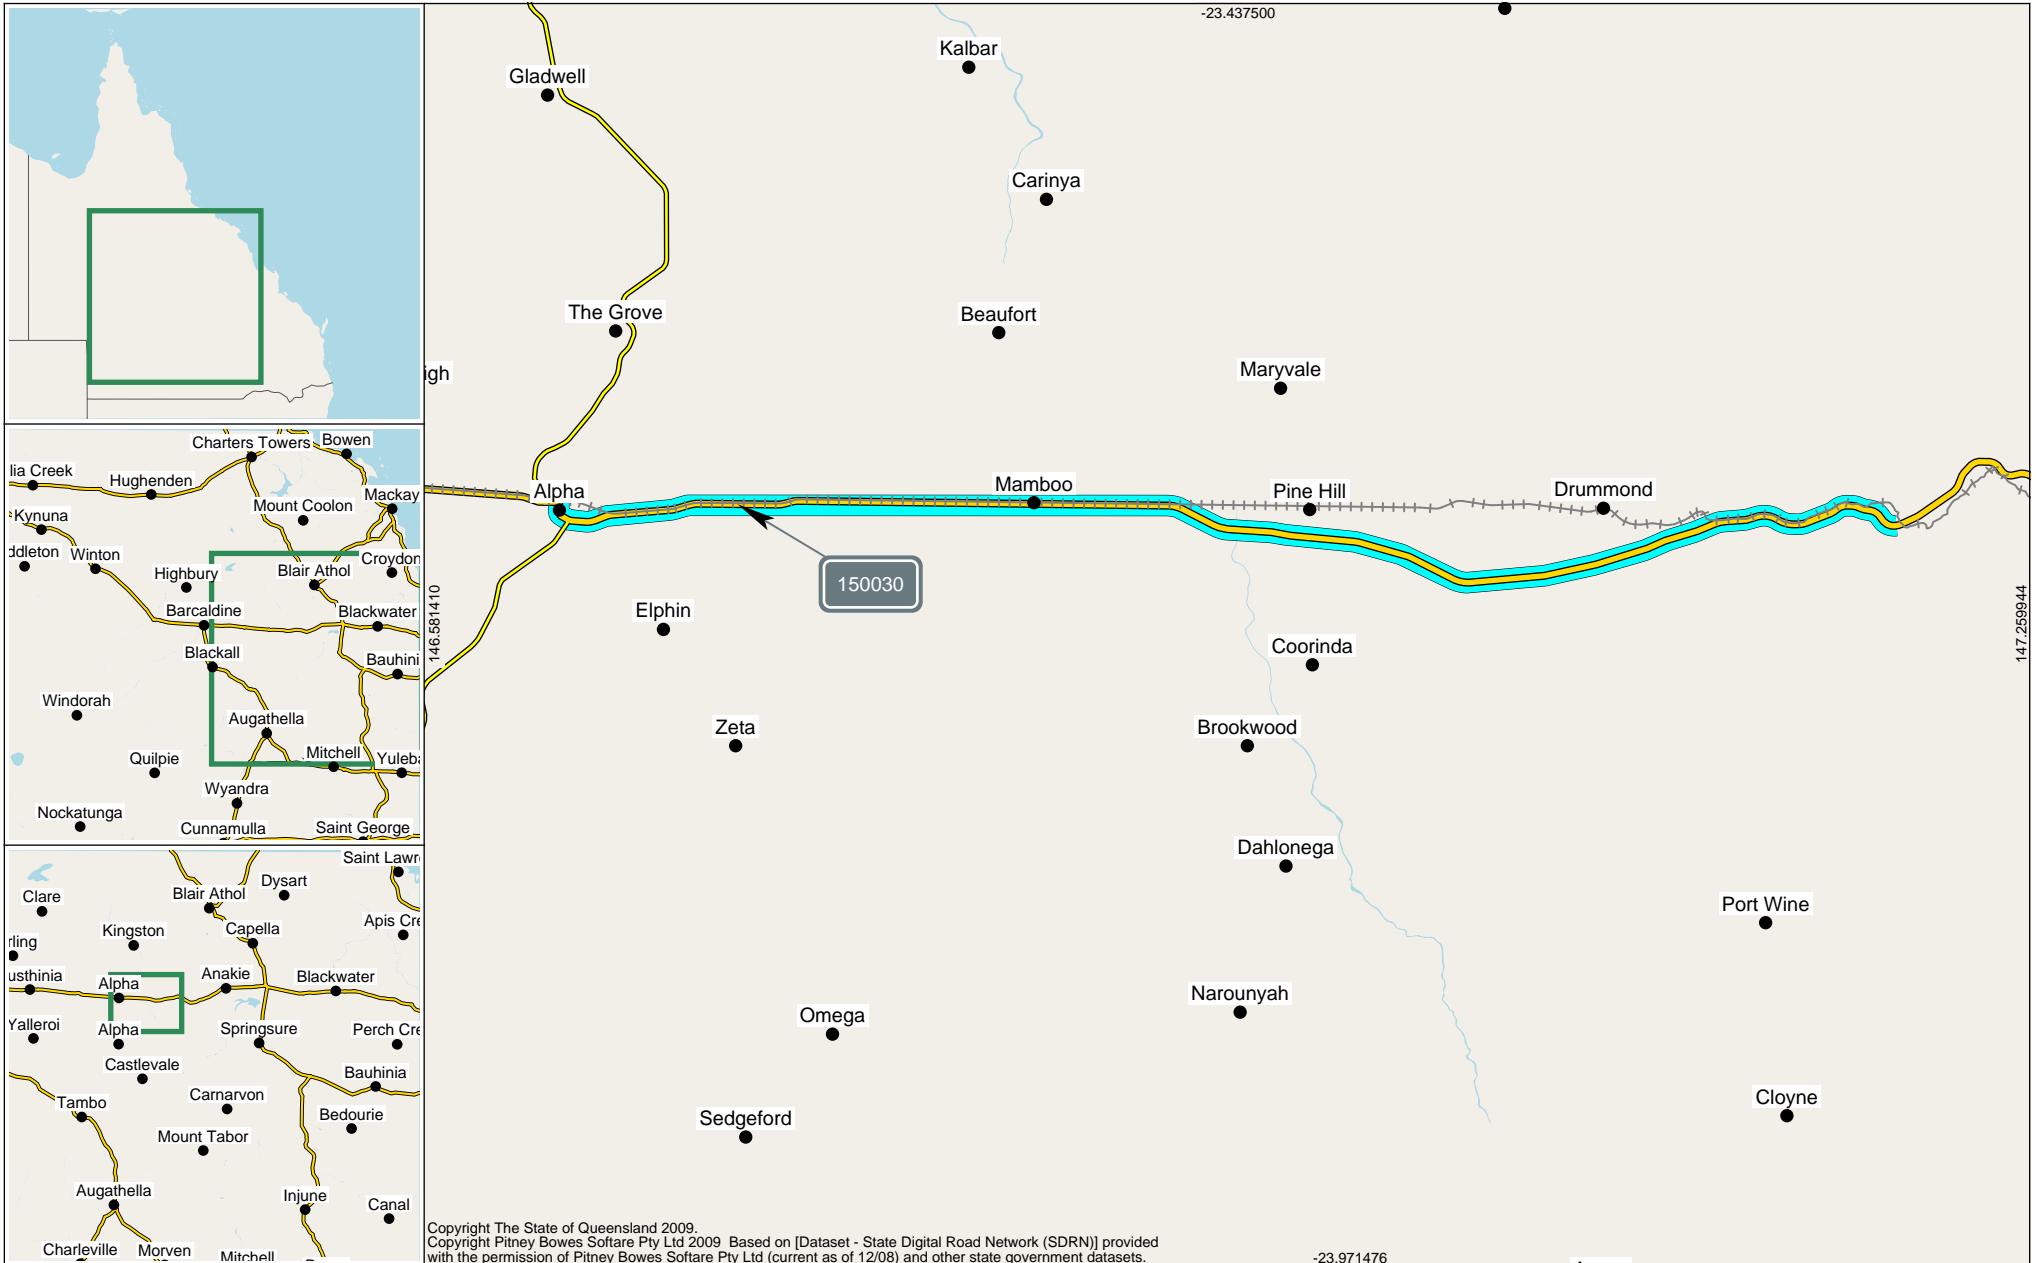 -23.437500
Kalbar
Gladwell
Carinya
The Grove
Beaufort
igh
Maryvale
Alpha
Mamboo
Pine Hill
Drummond
150030
146.581410
147.259944
Elphin
Coorinda
Zeta
Brookwood
Dahlonega
Port Wine
Narounyah
Omega
Cloyne
Sedgeford
Copyright The State of Queensland 2009.
Copyright Pitney Bowes Softare Pty Ltd 2009 Based on [Dataset - State Digital Road Network (SDRN)] provided
with the permission of Pitney Bowes Softare Pty Ltd (current as of 12/08) and other state government datasets.
-23.971476
Charters Towers
Bowen
lia Creek
Hughenden
Mackay
Mount Coolon
Kynuna
ddleton
Winton
Croydon
Highbury
Blair Athol
Barcaldine
Blackwater
Blackall
Bauhini
Windorah
Augathella
Quilpie
Mitchell
Yuleba
Wyandra
Nockatunga
Cunnamulla
Saint George
Saint Lawr
Dysart
Blair Athol
Clare
Apis Cre
Kingston
Capella
rling
usthinia
Alpha
Anakie
Blackwater
Yalleroi
Alpha
Springsure
Perch Cre
Castlevale
Bauhinia
Tambo
Carnarvon
Bedourie
Mount Tabor
Augathella
Injune
Canal
Charleville
Morven
Mitchell